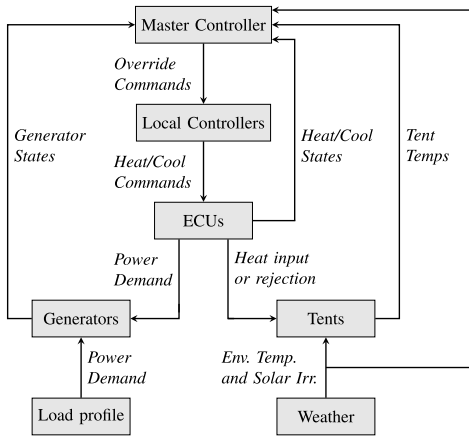 Master Controller
Override
Commands
Local Controllers
Generator
States
Heat/Cool
Commands
Heat/Cool
States
Tent
Temps
ECUs
Power
Demand
Heat input
or rejection
Generators
Tents
Power
Demand
Env. Temp.
and Solar Irr.
Load profile
Weather